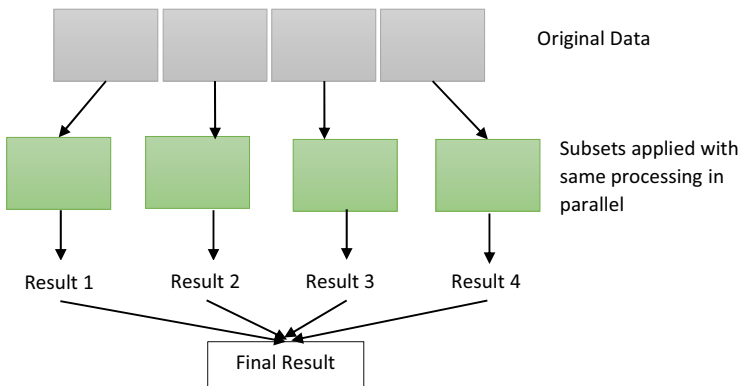 Original Data
Subsets applied with
same processing in
parallel
Result 1
Result 2
Result 3
Result 4
Final Result